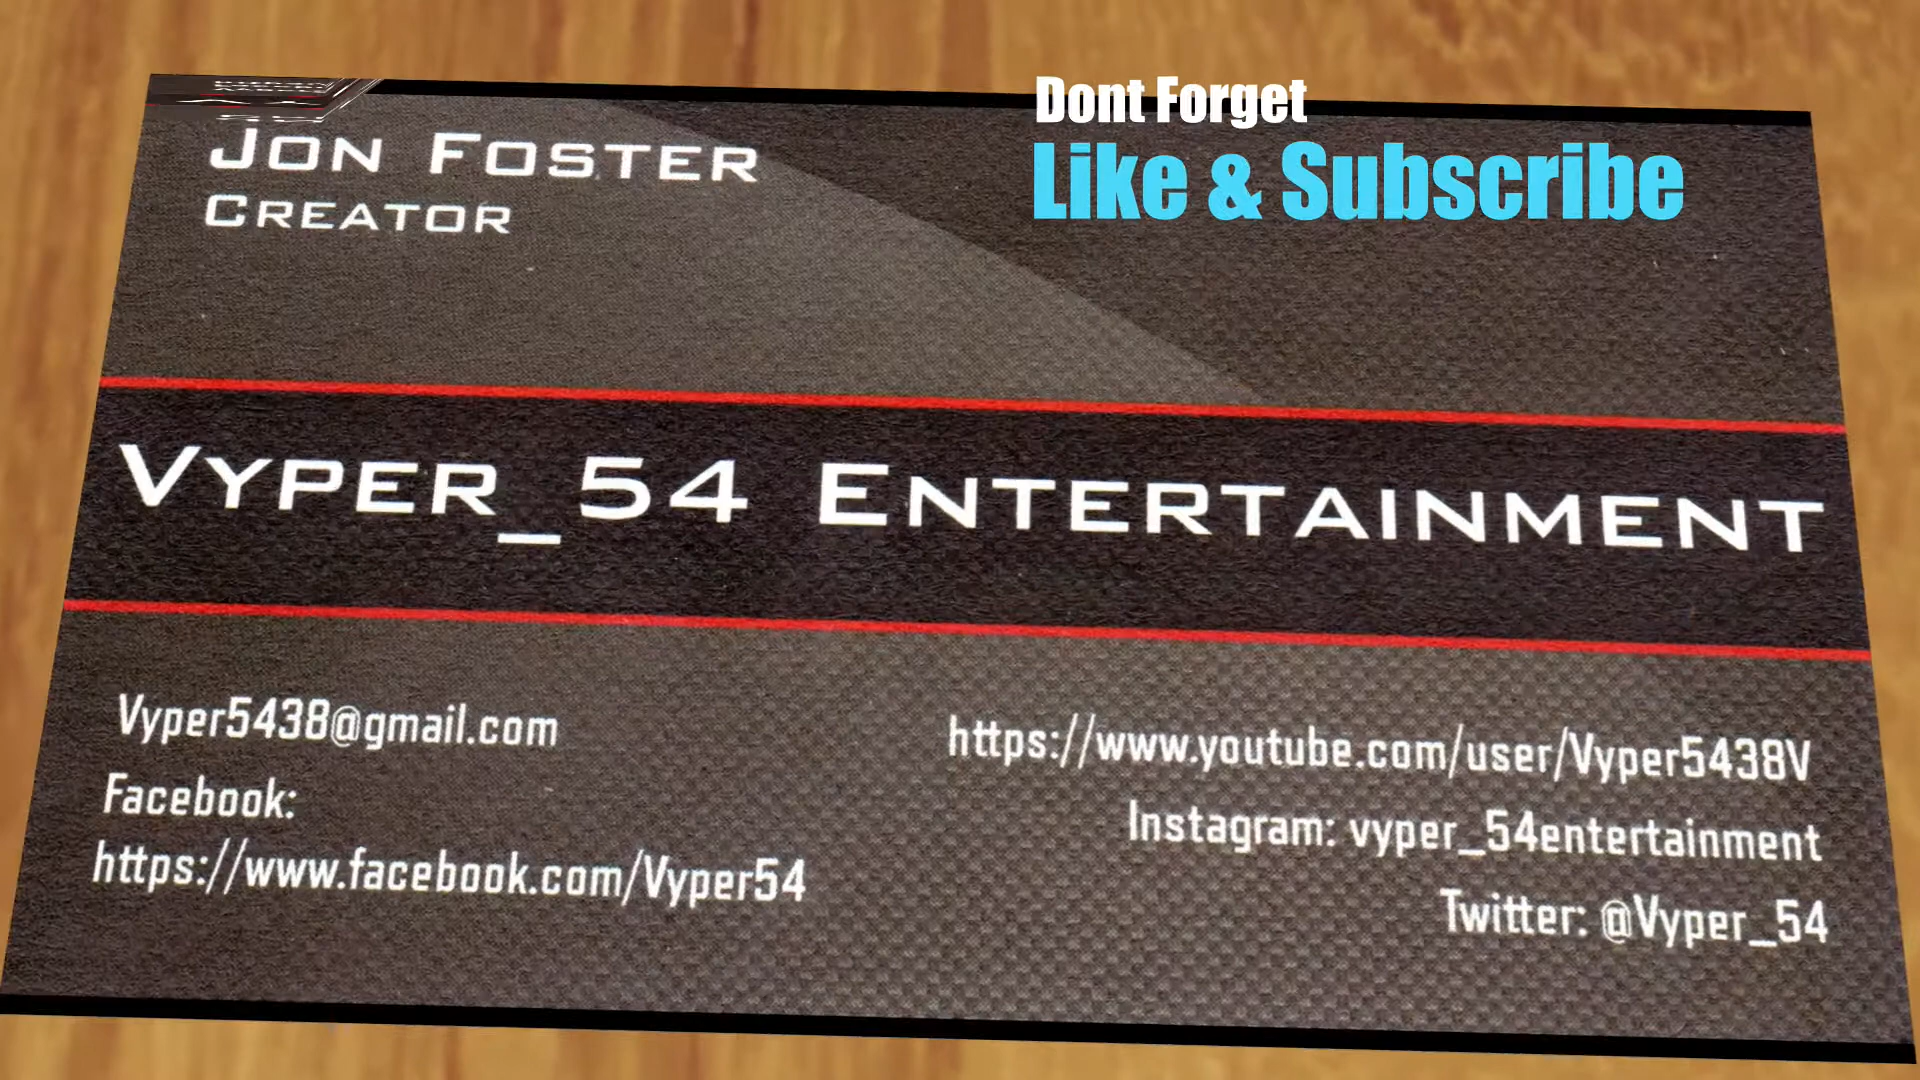 Dont Forget
Like & Subscribe
Jon Foster
Creator
Vyper_54 Entertainment
Vyper5438@gmail.com
Facebook:
https://www.facebook.com/Vyper54
https://www.youtube.com/user/Vyper5438V
Instagram: vyper_54entertainment
Twitter: @Vyper_54